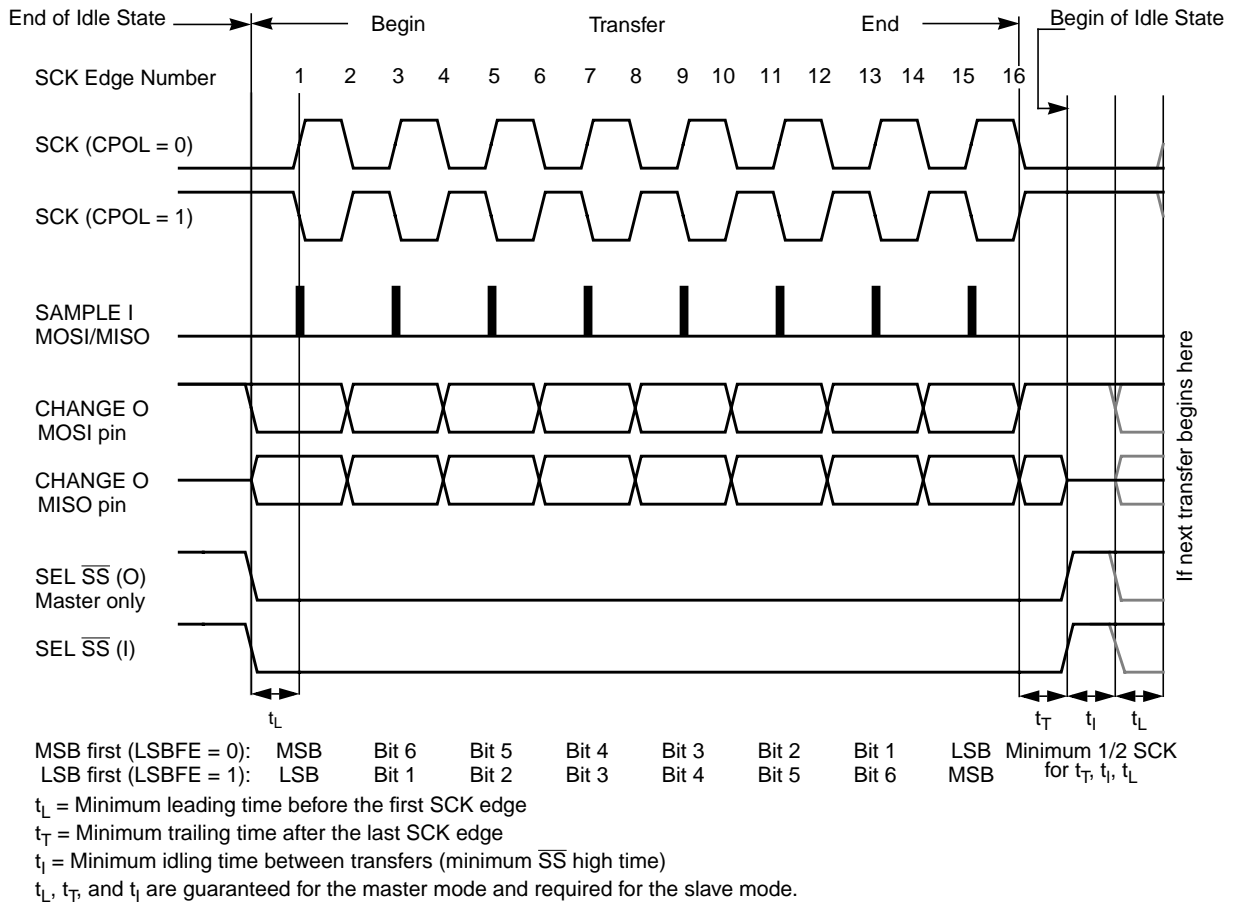 End of Idle State
Begin
Transfer
End
Begin of Idle State
SCK Edge Number
1 2 3 4 5 6 7 8 9 10 11 12 13 14 15 16
SCK (CPOL = 0)
SCK (CPOL = 1)
SAMPLE I
MOSI/MISO
CHANGE O
MOSI pin
CHANGE O
MISO pin
SEL S̅S̅ (O)
Master only
SEL S̅S̅ (I)
If next transfer begins here
tL
tT tI tL
MSB first (LSBFE = 0): MSB Bit 6 Bit 5 Bit 4 Bit 3 Bit 2 Bit 1 LSB
LSB first (LSBFE = 1): LSB Bit 1 Bit 2 Bit 3 Bit 4 Bit 5 Bit 6 MSB
Minimum 1/2 SCK
for tT, tI, tL
tL = Minimum leading time before the first SCK edge
tT = Minimum trailing time after the last SCK edge
tI = Minimum idling time between transfers (minimum S̅S̅ high time)
tL, tT, and tI are guaranteed for the master mode and required for the slave mode.